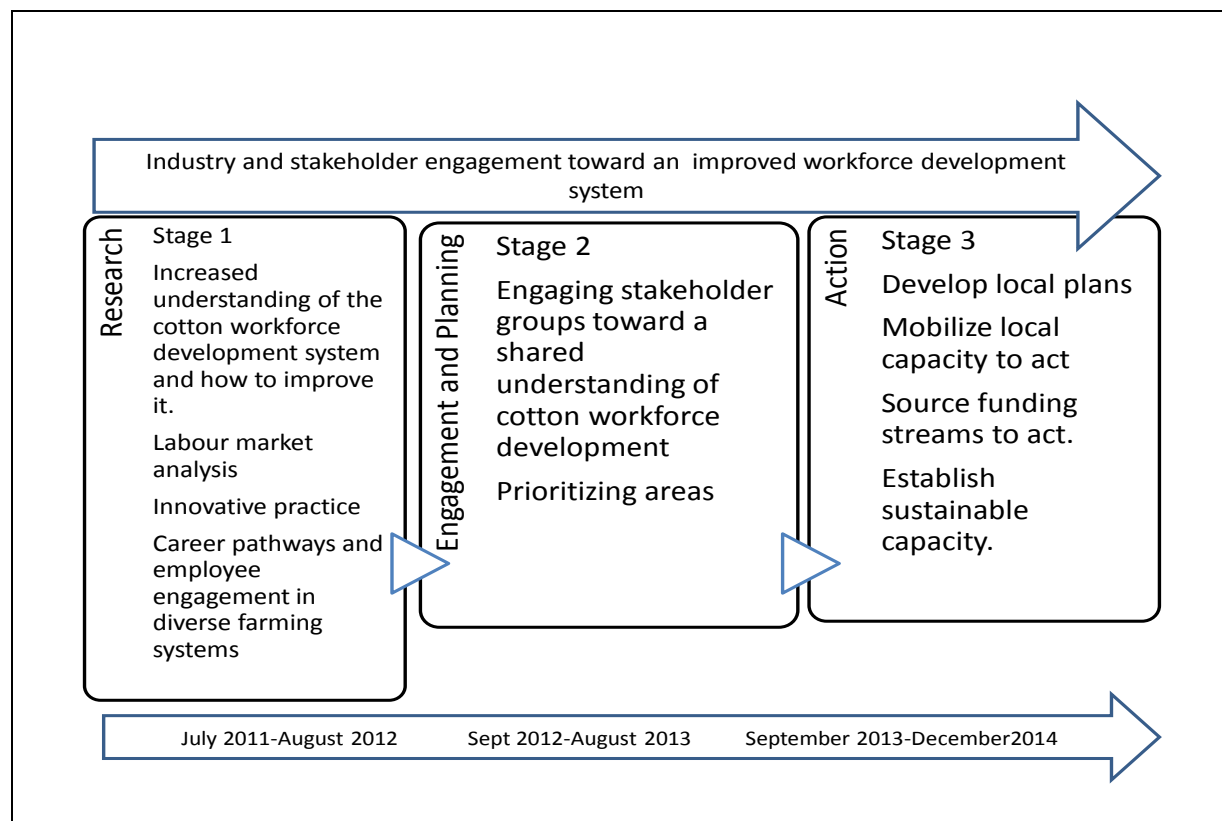 Industry and stakeholder engagement toward an  improved workforce development
system
Research
Stage 1
Increased
understanding of the
cotton workforce
development system
and how to improve
it.
Labour market
analysis
Innovative practice
Career pathways and
employee
engagement in
diverse farming
systems
Engagement and Planning
Stage 2
Engaging stakeholder
groups toward a
shared
understanding of
cotton workforce
development
Prioritizing areas
Action
Stage 3
Develop local plans
Mobilize local
capacity to act
Source funding
streams to act.
Establish
sustainable
capacity.
July 2011-August 2012
Sept 2012-August 2013
September 2013-December2014